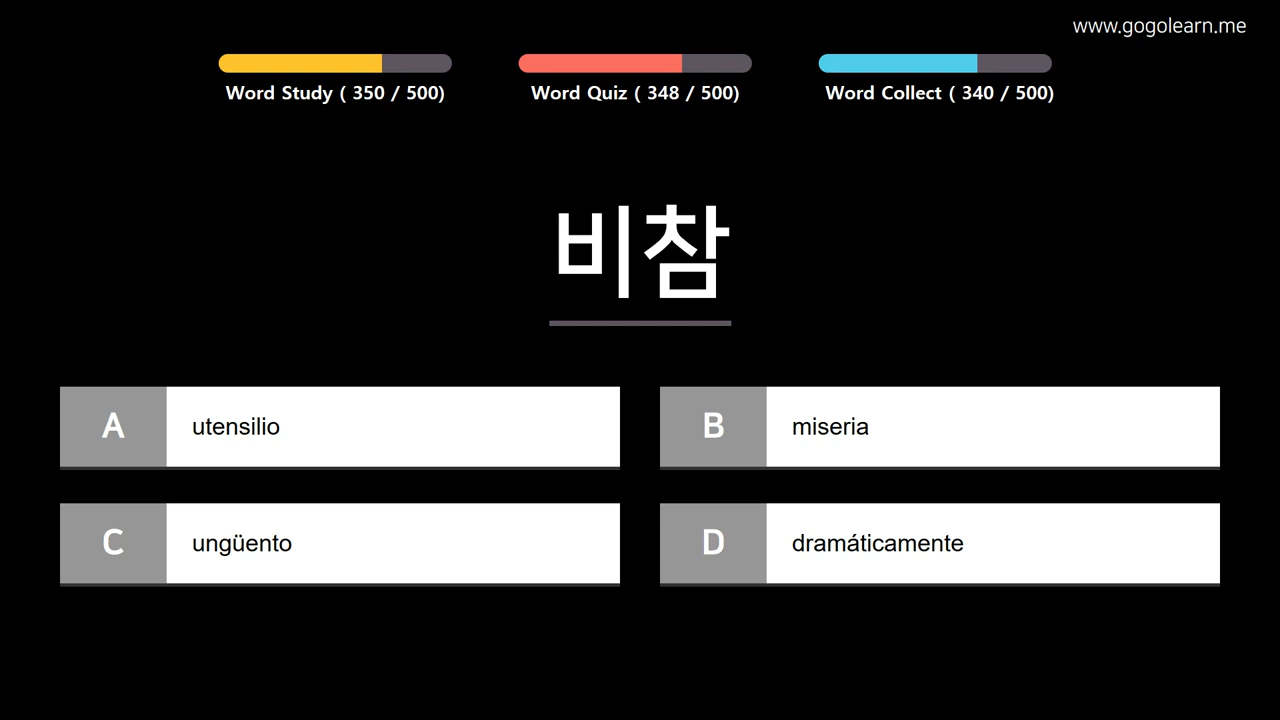 www.gogolearn.me
Word Study ( 350 / 500)
Word Quiz ( 348 / 500)
Word Collect ( 340 / 500)
비참
A utensilio
B miseria
C ungüento
D dramáticamente